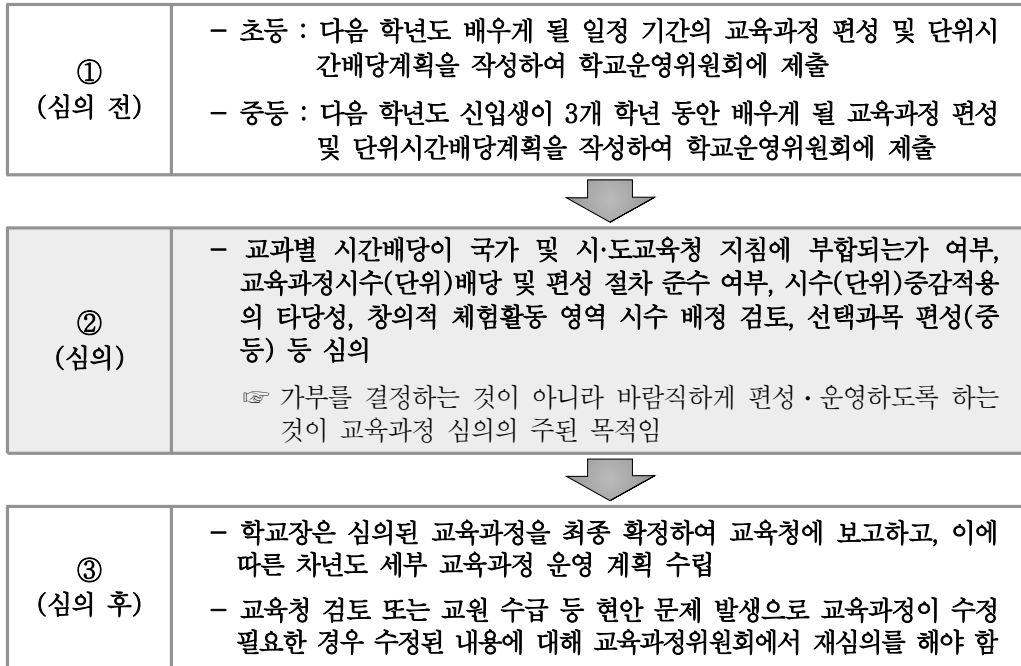 ①
(심의 전)
- 초등 : 다음 학년도 배우게 될 일정 기간의 교육과정 편성 및 단위시
간배당계획을 작성하여 학교운영위원회에 제출
- 중등 : 다음 학년도 신입생이 3개 학년 동안 배우게 될 교육과정 편성
및 단위시간배당계획을 작성하여 학교운영위원회에 제출
②
(심의)
- 교과별 시간배당이 국가 및 시·도교육청 지침에 부합되는가 여부,
교육과정시수(단위)배당 및 편성 절차 준수 여부, 시수(단위)증감적용
의 타당성, 창의적 체험활동 영역 시수 배정 검토, 선택과목 편성(중
등) 등 심의
☞ 가부를 결정하는 것이 아니라 바람직하게 편성·운영하도록 하는
것이 교육과정 심의의 주된 목적임
③
(심의 후)
- 학교장은 심의된 교육과정을 최종 확정하여 교육청에 보고하고, 이에
따른 차년도 세부 교육과정 운영 계획 수립
- 교육청 검토 또는 교원 수급 등 현안 문제 발생으로 교육과정이 수정
필요한 경우 수정된 내용에 대해 교육과정위원회에서 재심의를 해야 함